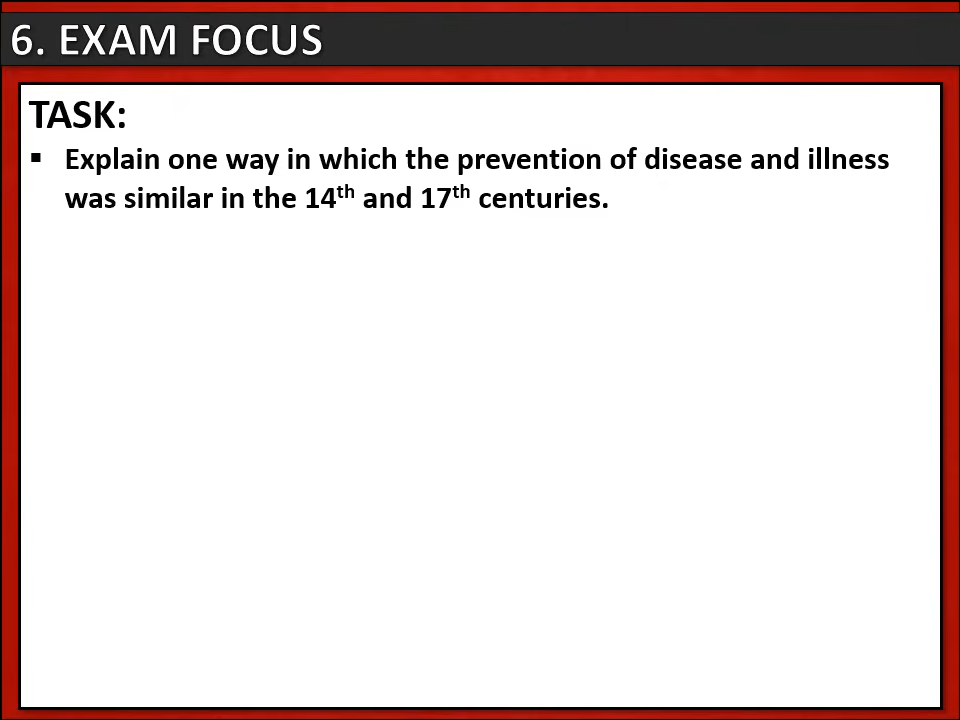 6. EXAM FOCUS
TASK:
▪ Explain one way in which the prevention of disease and illness
was similar in the 14th and 17th centuries.